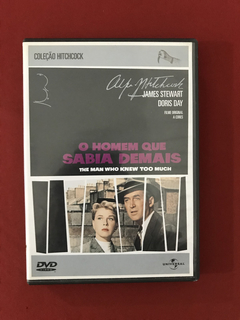 COLEÇÃO HITCHCOCK
Alfred Hitchcock
JAMES STEWART
DORIS DAY
O HOMEM QUE
SABIA DEMAIS
THE MAN WHO KNEW TOO MUCH
DVD
UNIVERSAL